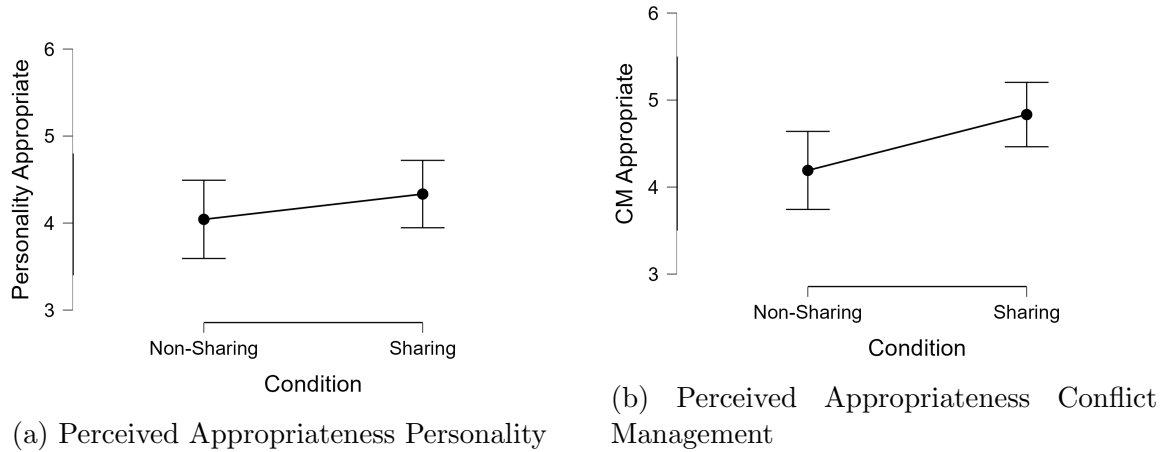 6
5
4
3
Personality Appropriate
Non-Sharing
Sharing
Condition
(a) Perceived Appropriateness Personality
6
5
4
3
CM Appropriate
Non-Sharing
Sharing
Condition
(b) Perceived Appropriateness Conflict
Management